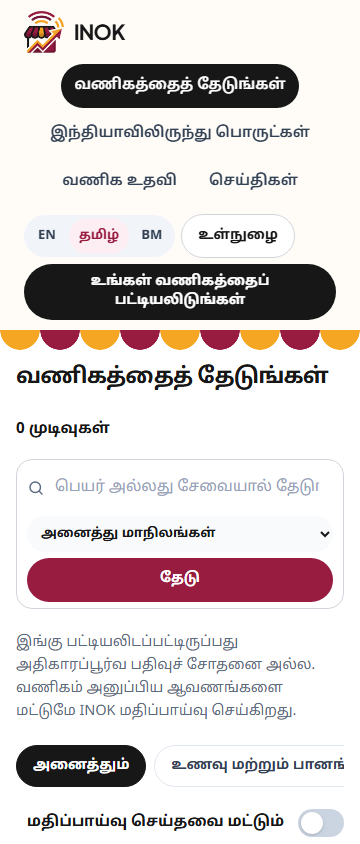 INOK
வணிகத்தைத் தேடுங்கள்
இந்தியாவிலிருந்து பொருட்கள்
வணிக உதவி செய்திகள்
EN தமிழ் BM உள்நுழை
உங்கள் வணிகத்தைப்
பட்டியலிடுங்கள்
வணிகத்தைத் தேடுங்கள்
0 முடிவுகள்
பெயர் அல்லது சேவையால்
அனைத்து மாநிலங்கள்
தேடு
இங்கு பட்டியலிடப்பட்டிருப்பது
அதிகாரப்பூர்வ பதிவுச் சோதனை அல்ல.
வணிகம் அனுப்பிய ஆவணங்களை
மட்டுமே INOK மதிப்பாய்வு செய்கிறது.
அனைத்தும் உணவு மற்றும்
மதிப்பாய்வு செய்தவை மட்டும்